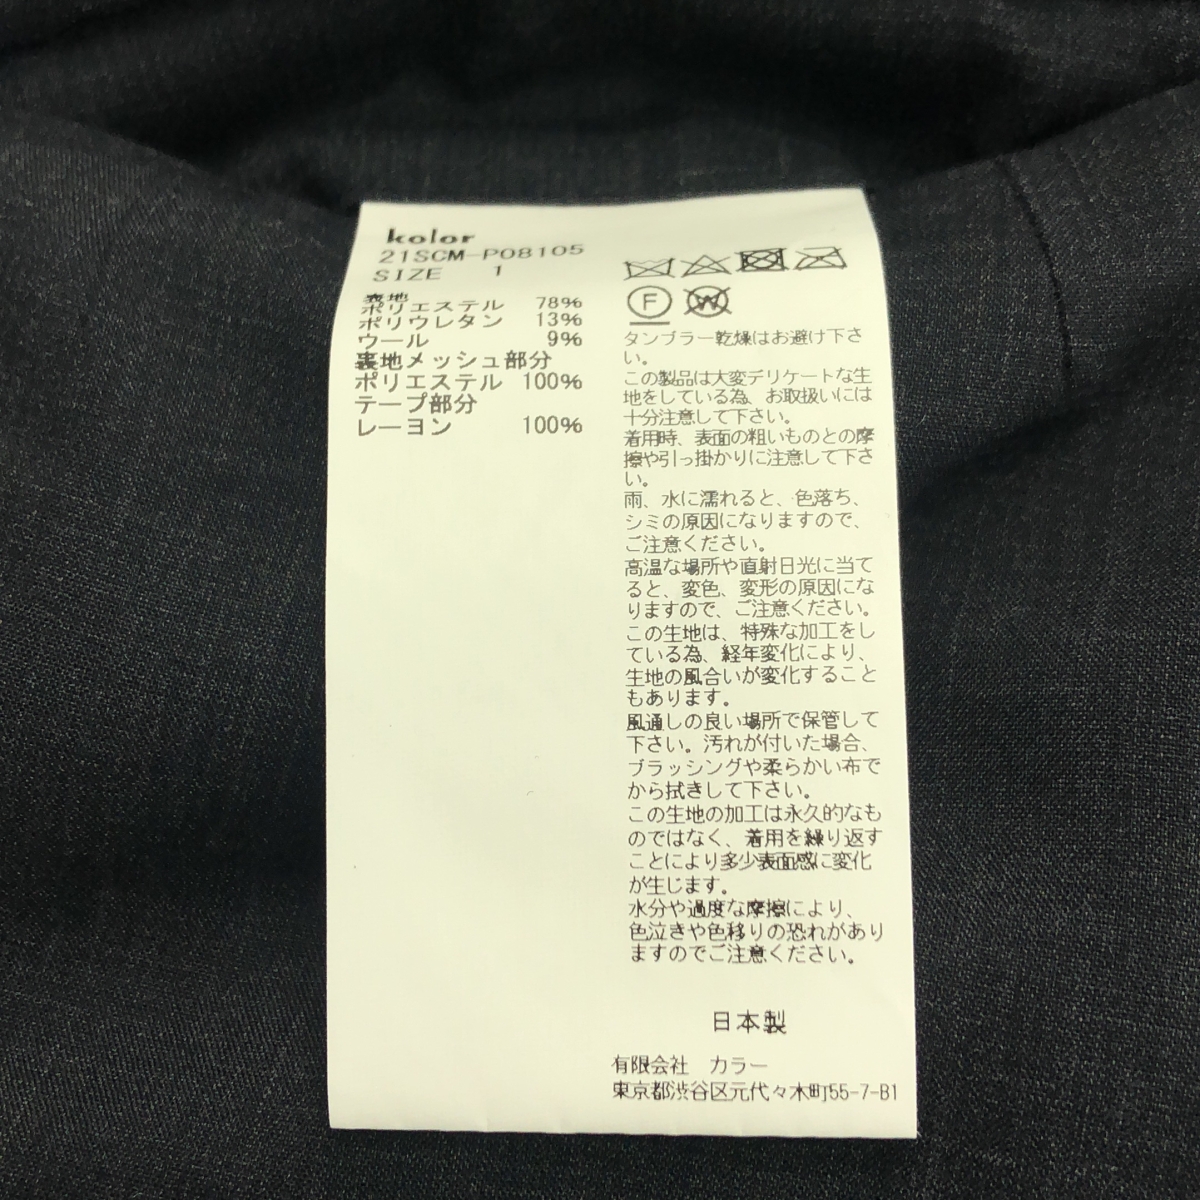 kolor
21SCM-P08105
SIZE 1
表地
ポリエステル 78%
ポリウレタン 13%
ウール 9%
裏地メッシュ部分
ポリエステル 100%
テープ部分
レーヨン 100%
F
W
タンブラー乾燥はお避け下さ
い。
この製品は大変デリケートな生
地をしている為、お取扱いには
十分注意して下さい。
着用時、表面の粗いものとの摩
擦や引っ掛かりに注意して下さ
い。
雨、水に濡れると、色落ち、
シミの原因になりますので、
ご注意ください。
高温な場所や直射日光に当て
ると、変色、変形の原因にな
りますので、ご注意ください。
この生地は、特殊な加工をし
ている為、経年変化により、
生地の風合いが変化すること
もあります。
風通しの良い場所で保管して
下さい。汚れが付いた場合、
ブラッシングや柔らかい布で
から拭きして下さい。
この生地の加工は永久的なも
のではなく、着用を繰り返す
ことにより多少表面感に変化
が生じます。
水分や過度な摩擦により、
色泣きや色移りの恐れがあり
ますのでご注意ください。
日本製
有限会社 カラー
東京都渋谷区元代々木町55-7-B1